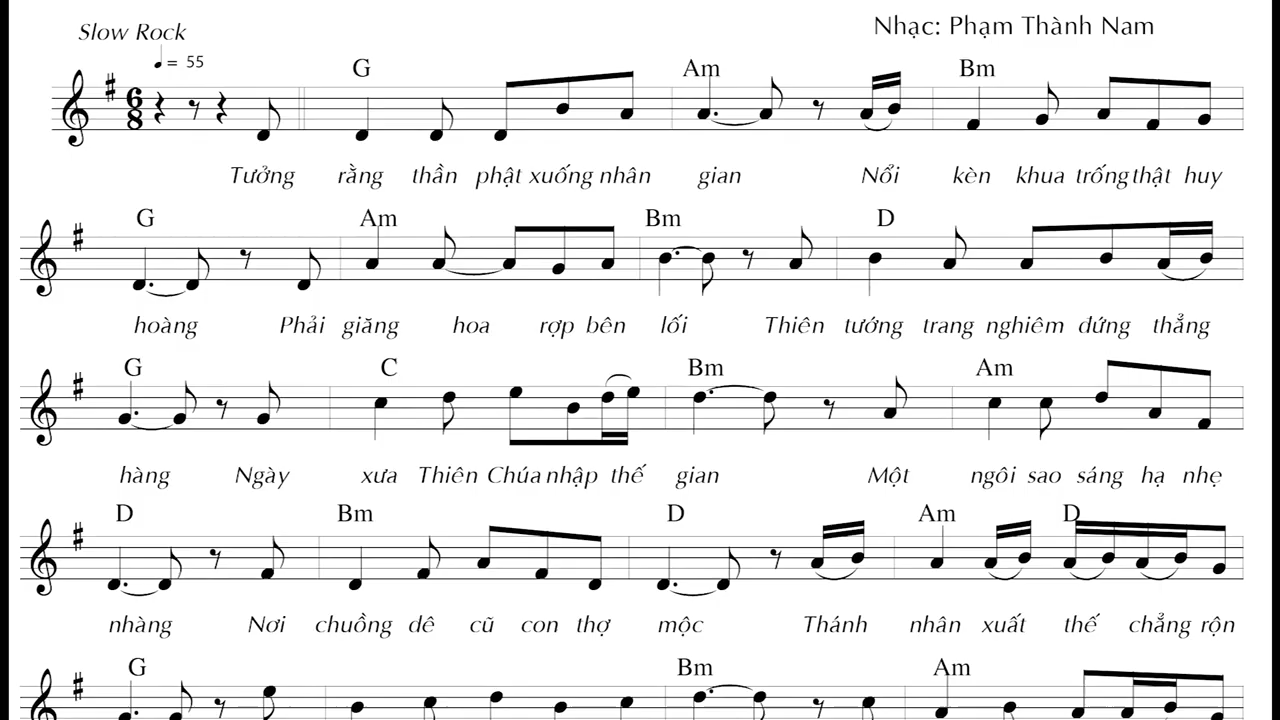 Slow Rock
Nhạc: Phạm Thành Nam
= 55
G Am Bm
6
8
Tưởng rằng thần phật xuống nhân gian Nổi kèn khua trống thật huy
G Am Bm D
hoàng Phải giăng hoa rợp bên lối Thiên tướng trang nghiêm đứng thẳng
G C Bm Am
hàng Ngày xưa Thiên Chúa nhập thế gian Một ngôi sao sáng hạ nhẹ
D Bm D Am D
nhàng Nơi chuồng dê cũ con thợ mộc Thánh nhân xuất thế chẳng rộn
G Bm Am